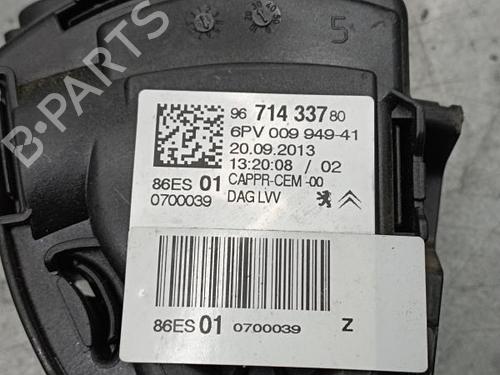 5
96 714 337 80
6PV 009 949-41
20.09.2013
13:20:08 / 02
86ES 01 CAPPR-CEM-00
0700039 DAG LVV
86ES 01 0700039 Z